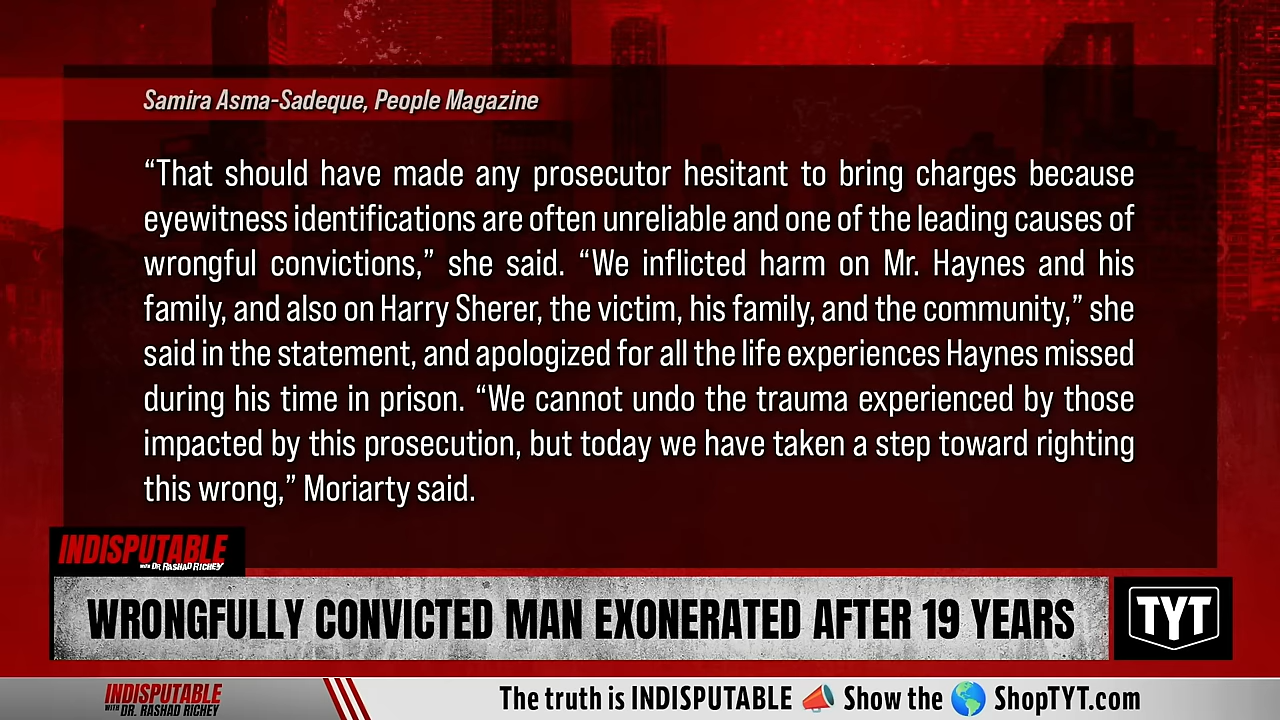 Samira Asma-Sadeque, People Magazine
“That should have made any prosecutor hesitant to bring charges because
eyewitness identifications are often unreliable and one of the leading causes of
wrongful convictions,” she said. “We inflicted harm on Mr. Haynes and his
family, and also on Harry Sherer, the victim, his family, and the community,” she
said in the statement, and apologized for all the life experiences Haynes missed
during his time in prison. “We cannot undo the trauma experienced by those
impacted by this prosecution, but today we have taken a step toward righting
this wrong,” Moriarty said.
INDISPUTABLE
WITH DR. RASHAD RICHEY
WRONGFULLY CONVICTED MAN EXONERATED AFTER 19 YEARS
TYT
INDISPUTABLE
WITH DR. RASHAD RICHEY
The truth is INDISPUTABLE 📣 Show the 🌎 ShopTYT.com